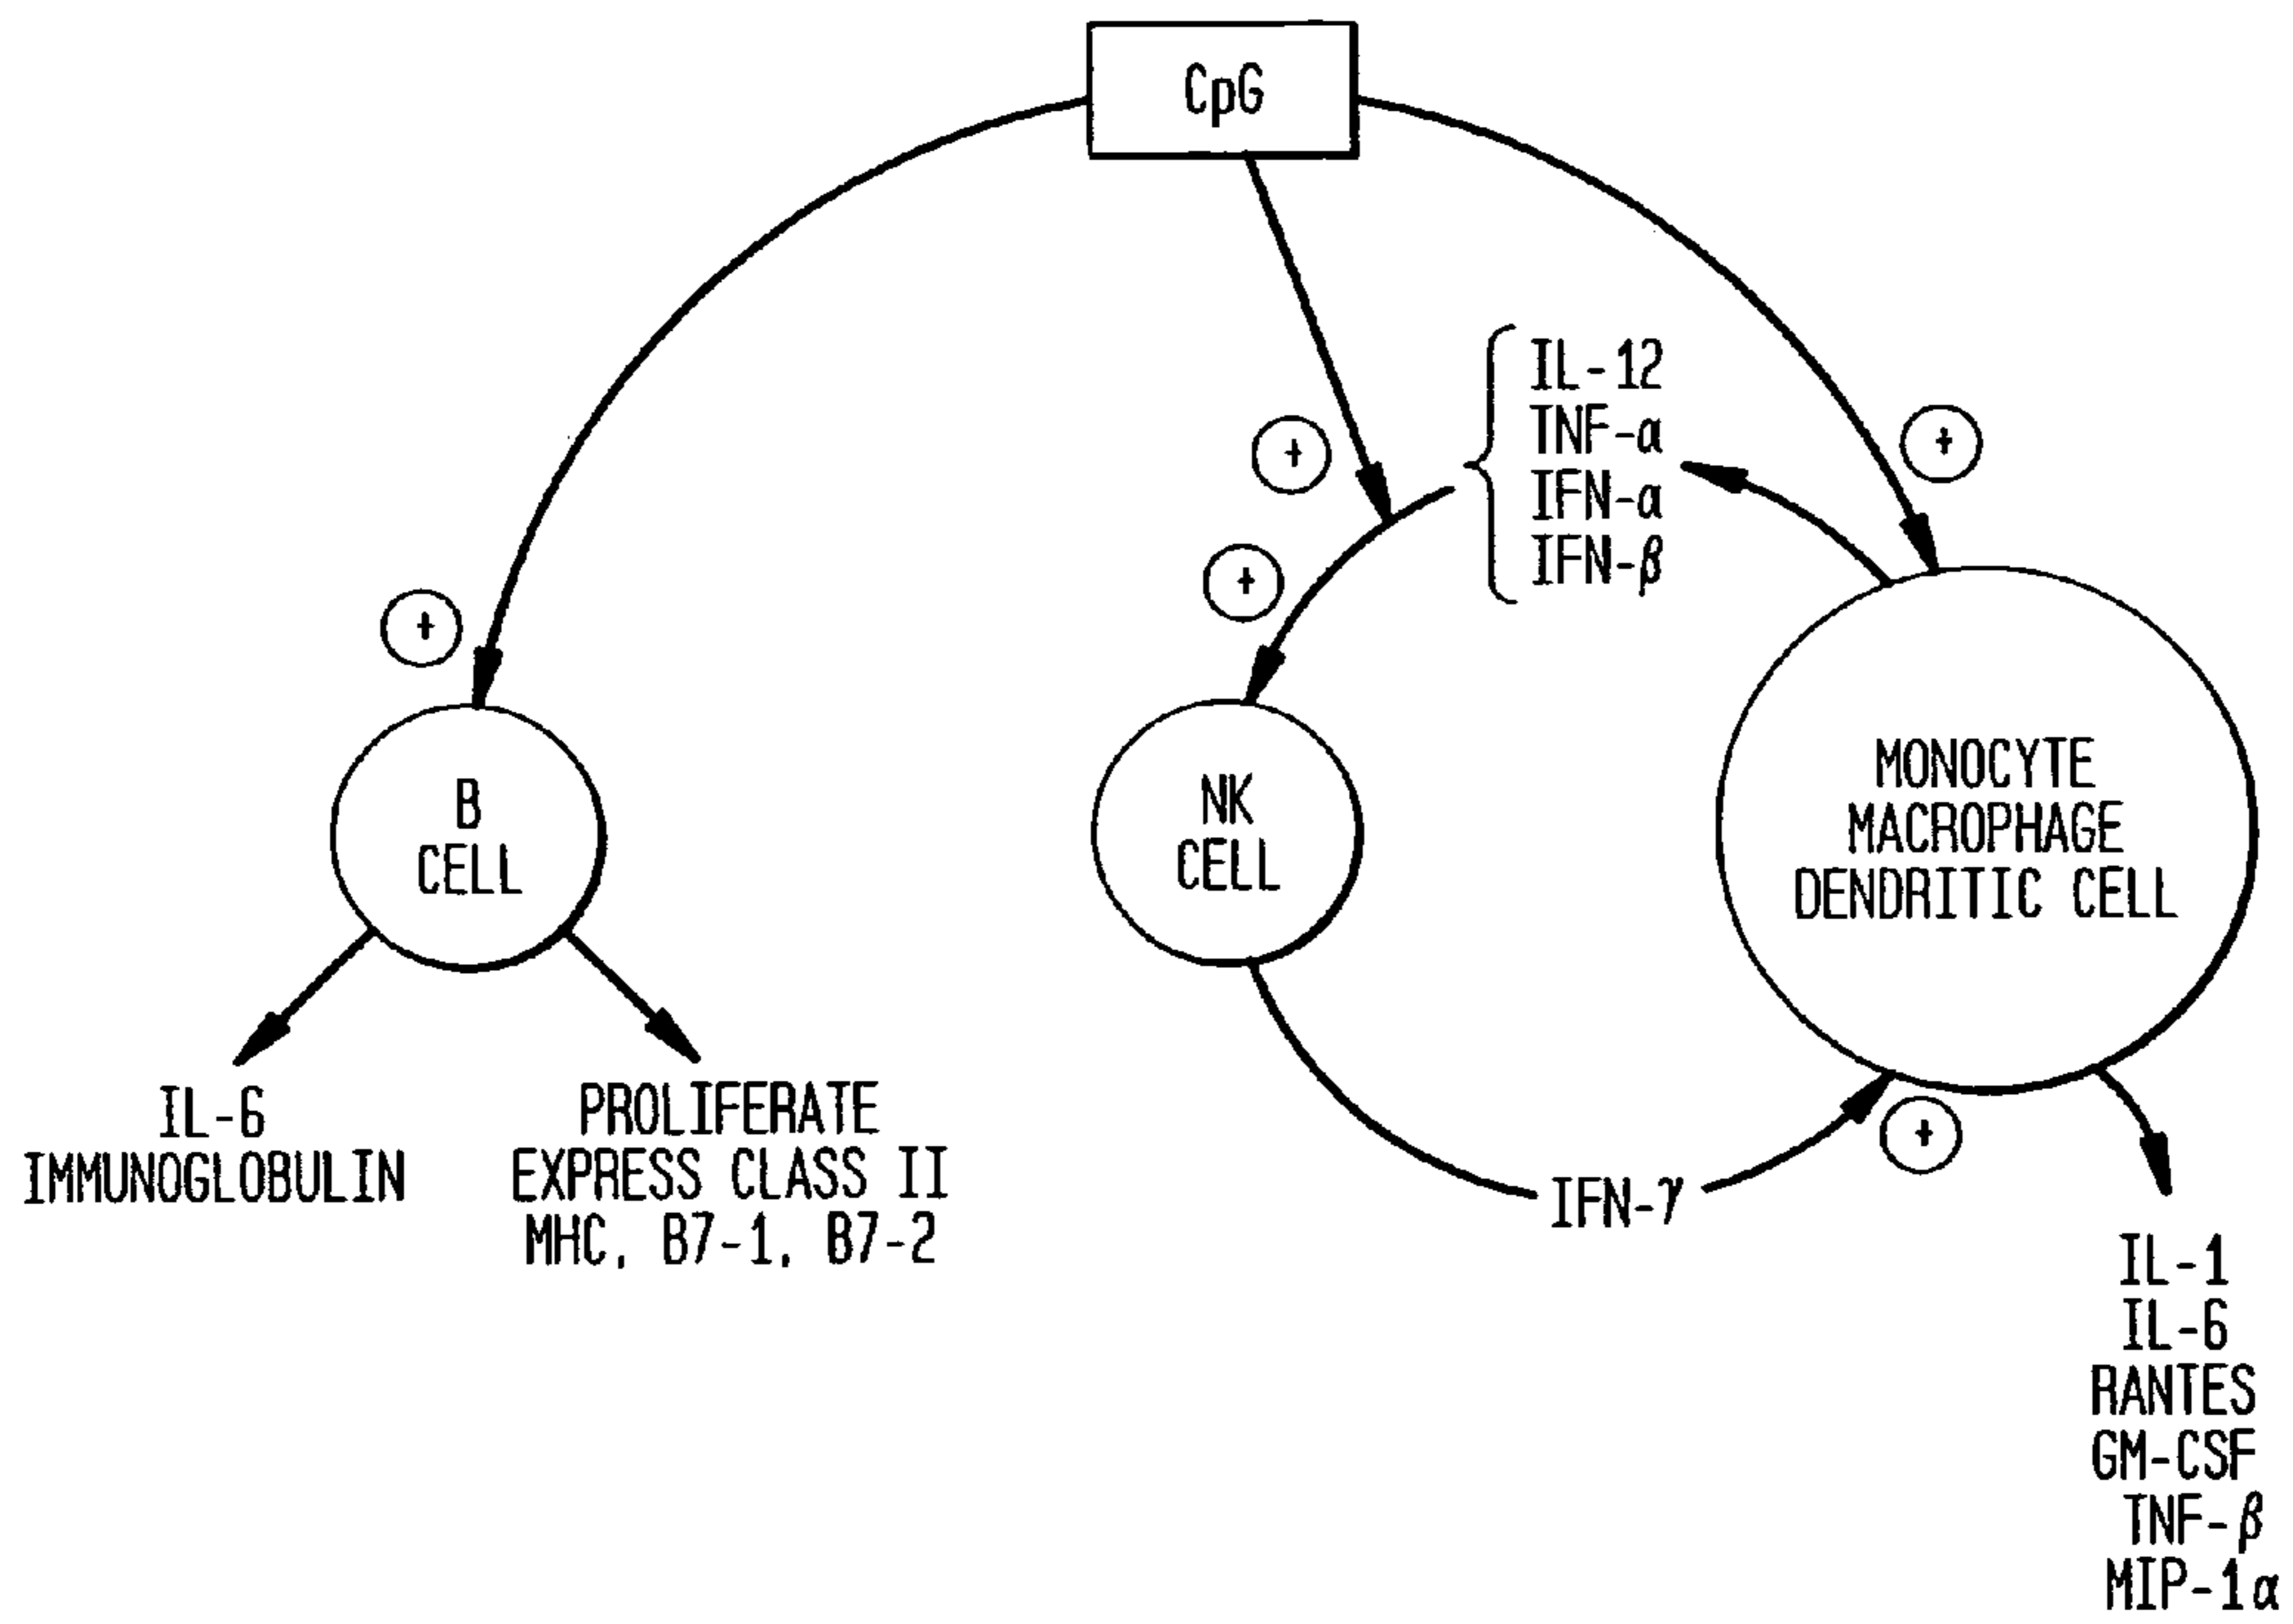 CpG
IL-12
TNF-α
IFN-α
IFN-β
+
+
+
+
B
CELL
NK
CELL
MONOCYTE
MACROPHAGE
DENDRITIC CELL
IL-6
IMMUNOGLOBULIN
PROLIFERATE
EXPRESS CLASS II
MHC, B7-1, B7-2
IFN-γ
+
IL-1
IL-6
RANTES
GM-CSF
TNF-β
MIP-1α